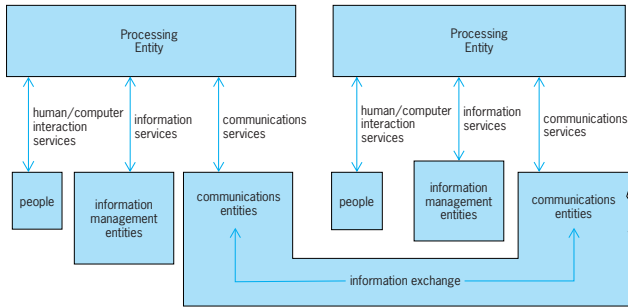 Processing
Entity
Processing
Entity
human/computer
interaction
services
information
services
communications
services
human/computer
interaction
services
information
services
communications
services
people
information
management
entities
communications
entities
people
information
management
entities
communications
entities
information exchange